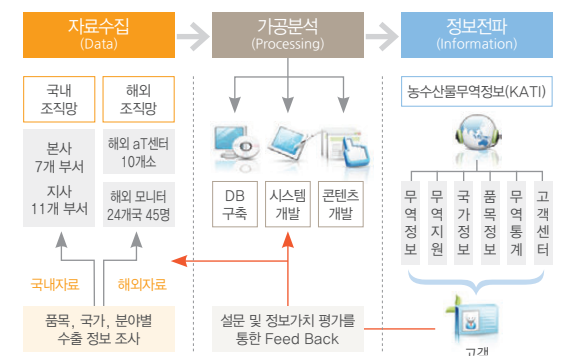 자료수집
(Data)
가공분석
(Processing)
정보전파
(Information)
국내
조직망
해외
조직망
본사
7개 부서
지사
11개 부서
해외 aT센터
10개소
해외 모니터
24개국 45명
DB
구축
시스템
개발
콘텐츠
개발
농수산물무역정보(KATI)
무역정보
무역지원
국가정보
품목정보
무역통계
고객센터
국내자료
해외자료
품목, 국가, 분야별
수출 정보 조사
설문 및 정보가치 평가를
통한 Feed Back
고객